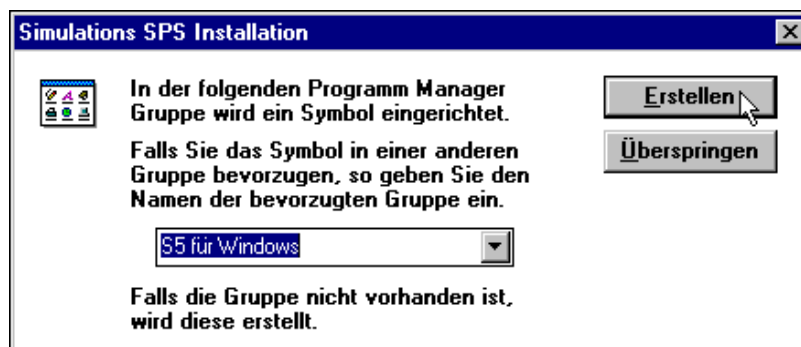 Simulations SPS Installation
In der folgenden Programm Manager
Gruppe wird ein Symbol eingerichtet.
Falls Sie das Symbol in einer anderen
Gruppe bevorzugen, so geben Sie den
Namen der bevorzugten Gruppe ein.
S5 für Windows
Falls die Gruppe nicht vorhanden ist,
wird diese erstellt.
Erstellen
Überspringen